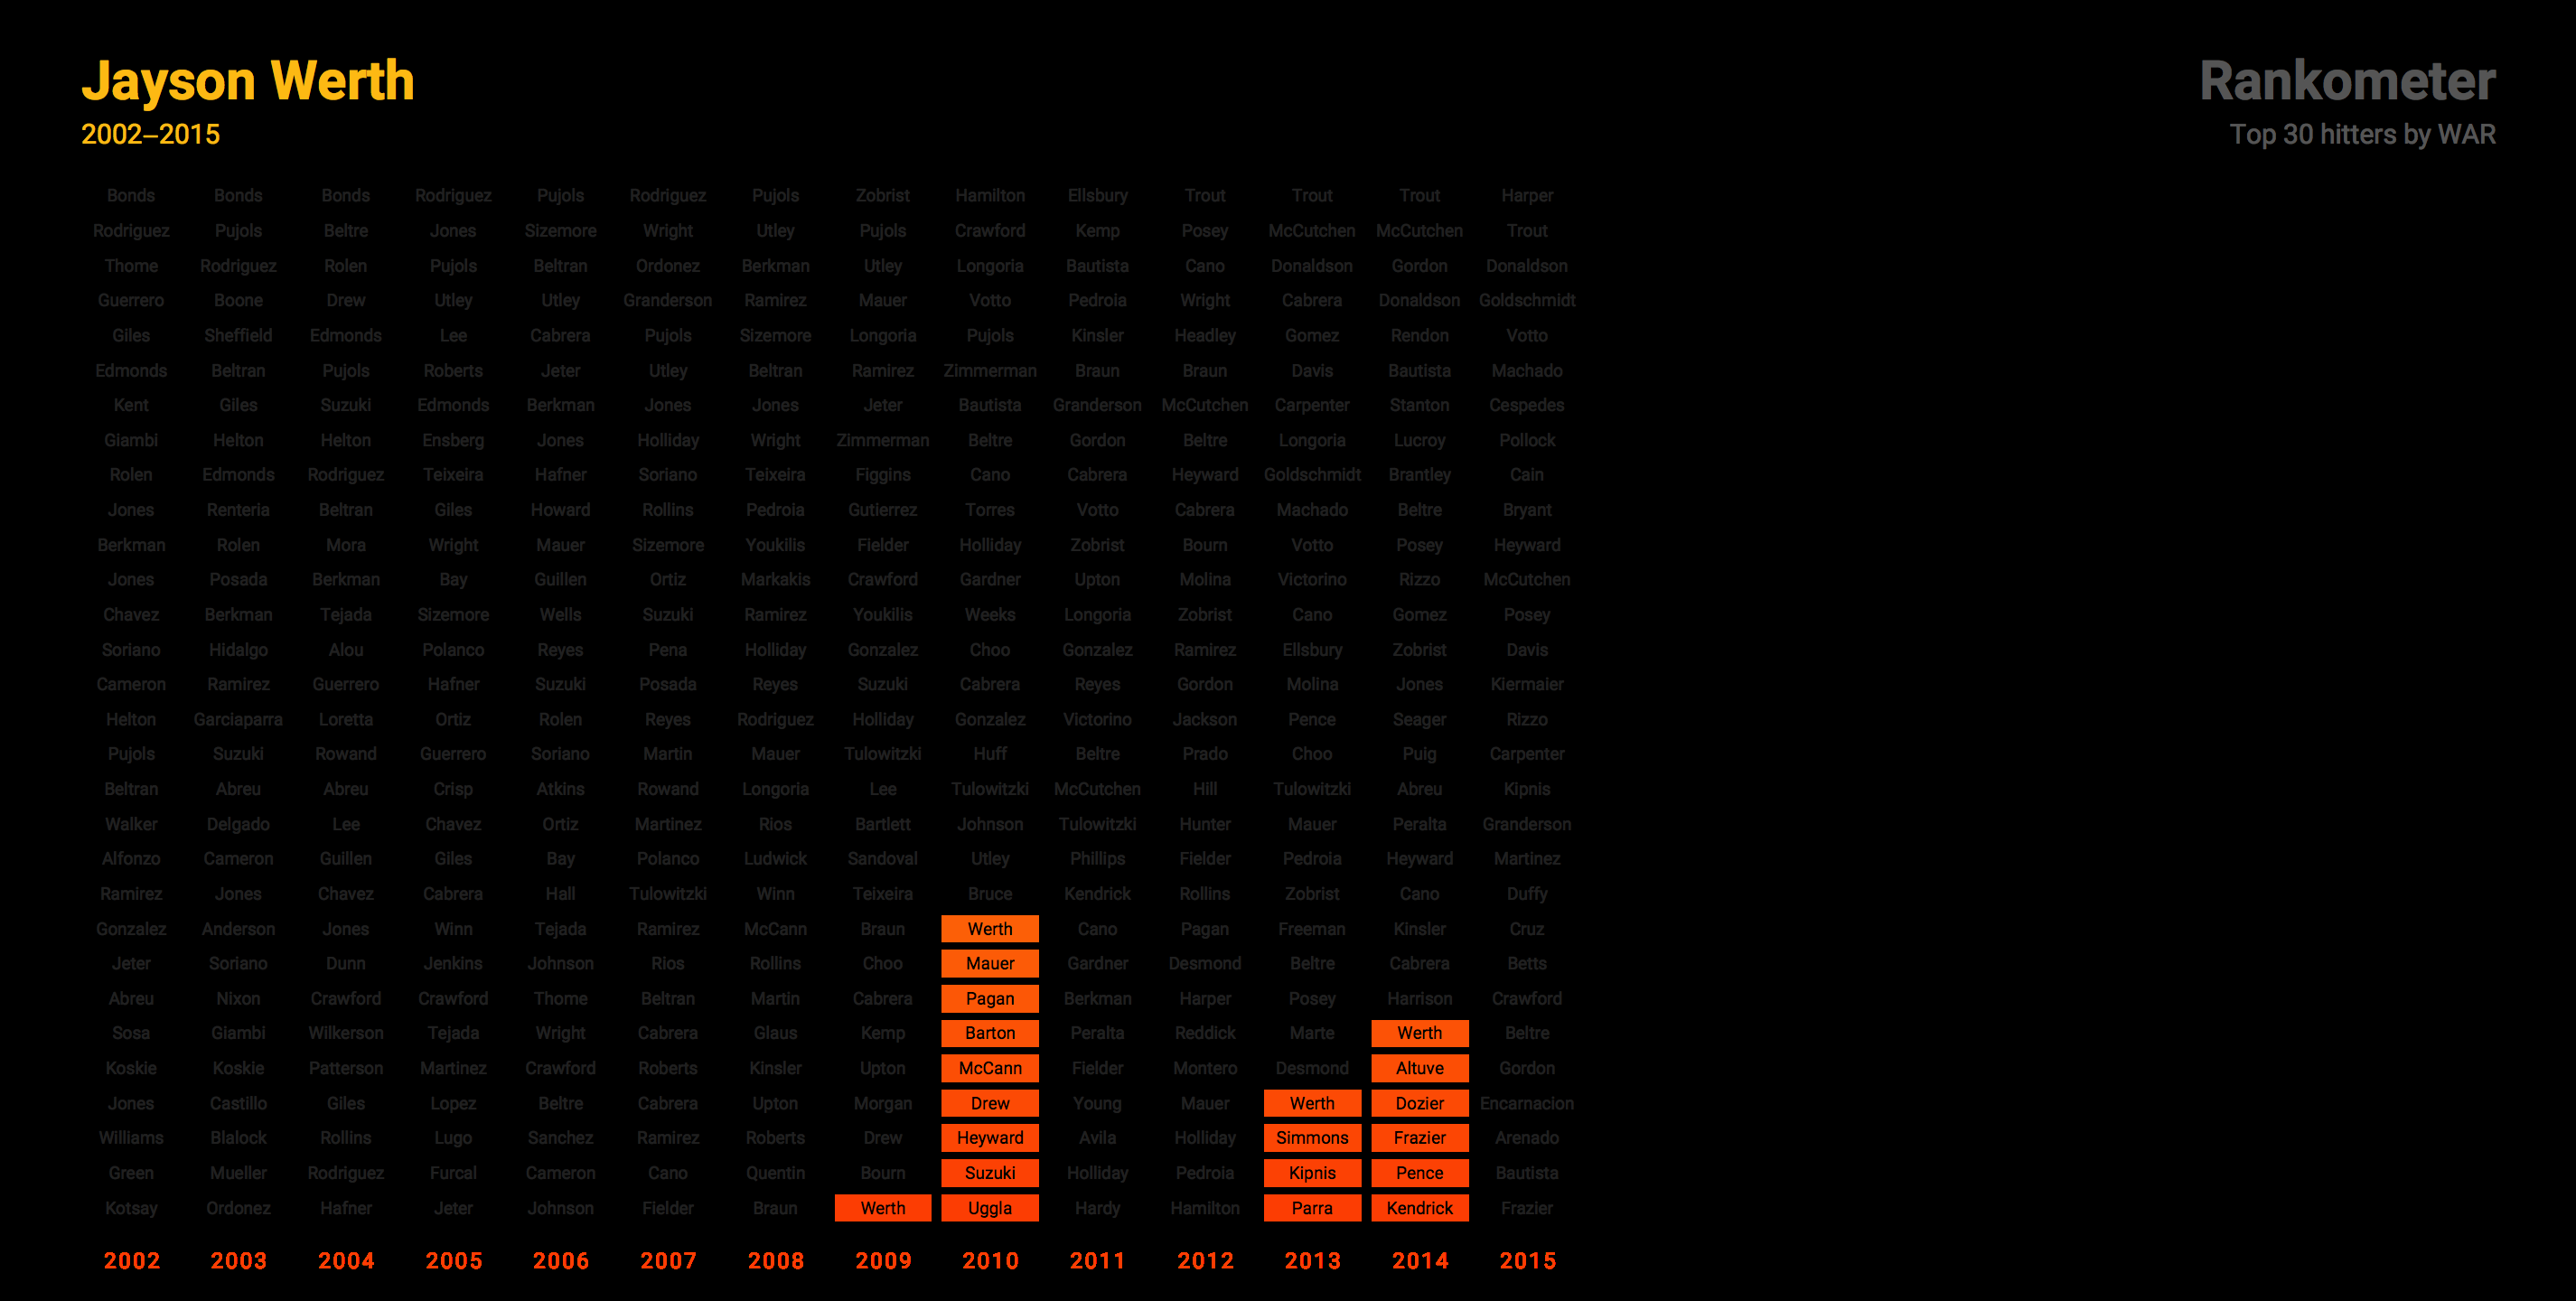 Jayson Werth
2002–2015
Rankometer
Top 30 hitters by WAR
Bonds Bonds Bonds Rodriguez Pujols Rodriguez Pujols Zobrist Hamilton Ellsbury Trout Trout Trout Harper
Rodriguez Pujols Beltre Jones Sizemore Wright Utley Pujols Crawford Kemp Posey McCutchen McCutchen Trout
Thome Rodriguez Rolen Pujols Beltran Ordonez Berkman Utley Longoria Bautista Cano Donaldson Gordon Donaldson
Guerrero Boone Drew Utley Utley Granderson Ramirez Mauer Votto Pedroia Wright Cabrera Donaldson Goldschmidt
Giles Sheffield Edmonds Lee Cabrera Pujols Sizemore Longoria Pujols Kinsler Headley Gomez Rendon Votto
Edmonds Beltran Pujols Roberts Jeter Utley Beltran Ramirez Zimmerman Braun Braun Davis Bautista Machado
Kent Giles Suzuki Edmonds Berkman Jones Jones Jeter Bautista Granderson McCutchen Carpenter Stanton Cespedes
Giambi Helton Helton Ensberg Jones Holliday Wright Zimmerman Beltre Gordon Beltre Longoria Lucroy Pollock
Rolen Edmonds Rodriguez Teixeira Hafner Soriano Teixeira Figgins Cano Cabrera Heyward Goldschmidt Brantley Cain
Jones Renteria Beltran Giles Howard Rollins Pedroia Gutierrez Torres Votto Cabrera Machado Beltre Bryant
Berkman Rolen Mora Wright Mauer Sizemore Youkilis Fielder Holliday Zobrist Bourn Votto Posey Heyward
Jones Posada Berkman Bay Guillen Ortiz Markakis Crawford Gardner Upton Molina Victorino Rizzo McCutchen
Chavez Berkman Tejada Sizemore Wells Suzuki Ramirez Youkilis Weeks Longoria Zobrist Cano Gomez Posey
Soriano Hidalgo Alou Polanco Reyes Pena Holliday Gonzalez Choo Gonzalez Ramirez Ellsbury Zobrist Davis
Cameron Ramirez Guerrero Hafner Suzuki Posada Reyes Suzuki Cabrera Reyes Gordon Molina Jones Kiermaier
Helton Garciaparra Loretta Ortiz Rolen Reyes Rodriguez Holliday Gonzalez Victorino Jackson Pence Seager Rizzo
Pujols Suzuki Rowand Guerrero Soriano Martin Mauer Tulowitzki Huff Beltre Prado Choo Puig Carpenter
Beltran Abreu Abreu Crisp Atkins Rowand Longoria Lee Tulowitzki McCutchen Hill Tulowitzki Abreu Kipnis
Walker Delgado Lee Chavez Ortiz Martinez Rios Bartlett Johnson Tulowitzki Hunter Mauer Peralta Granderson
Alfonzo Cameron Guillen Giles Bay Polanco Ludwick Sandoval Utley Phillips Fielder Pedroia Heyward Martinez
Ramirez Jones Chavez Cabrera Hall Tulowitzki Winn Teixeira Bruce Kendrick Rollins Zobrist Cano Duffy
Gonzalez Anderson Jones Winn Tejada Ramirez McCann Braun Werth Cano Pagan Freeman Kinsler Cruz
Jeter Soriano Dunn Jenkins Johnson Rios Rollins Choo Mauer Gardner Desmond Beltre Cabrera Betts
Abreu Nixon Crawford Crawford Thome Beltran Martin Cabrera Pagan Berkman Harper Posey Harrison Crawford
Sosa Giambi Wilkerson Tejada Wright Cabrera Glaus Kemp Barton Peralta Reddick Marte Werth Beltre
Koskie Koskie Patterson Martinez Crawford Roberts Kinsler Upton McCann Fielder Montero Desmond Altuve Gordon
Jones Castillo Giles Lopez Beltre Cabrera Upton Morgan Drew Young Mauer Werth Dozier Encarnacion
Williams Blalock Rollins Lugo Sanchez Ramirez Roberts Drew Heyward Avila Holliday Simmons Frazier Arenado
Green Mueller Rodriguez Furcal Cameron Cano Quentin Bourn Suzuki Holliday Pedroia Kipnis Pence Bautista
Kotsay Ordonez Hafner Jeter Johnson Fielder Braun Werth Uggla Hardy Hamilton Parra Kendrick Frazier
2002 2003 2004 2005 2006 2007 2008 2009 2010 2011 2012 2013 2014 2015